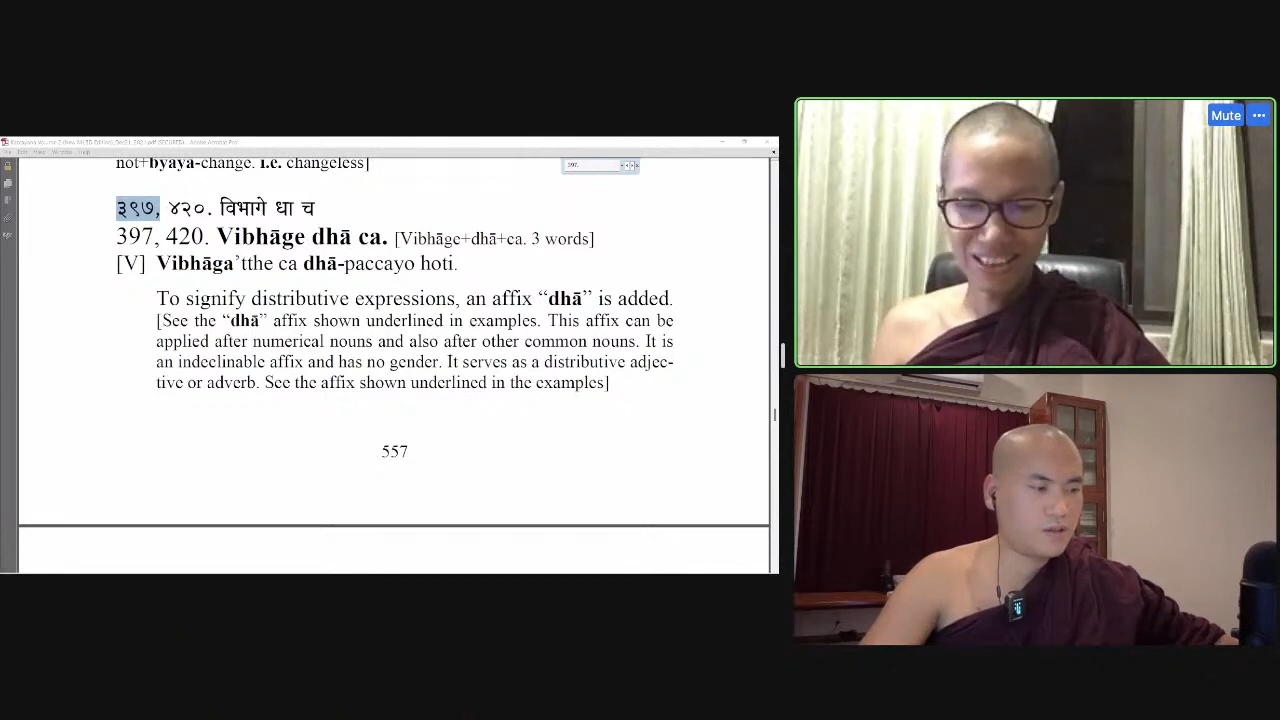 not+byaya-change. i.e. changeless]
397.
३९७, ४२०. विभागे धा च
397, 420. Vibhāge dhā ca. [Vibhāge+dhā+ca. 3 words]
[V] Vibhāga’tthe ca dhā-paccayo hoti.
To signify distributive expressions, an affix “dhā” is added.
[See the “dhā” affix shown underlined in examples. This affix can be
applied after numerical nouns and also after other common nouns. It is
an indeclinable affix and has no gender. It serves as a distributive adjec-
tive or adverb. See the affix shown underlined in the examples]
557
Mute